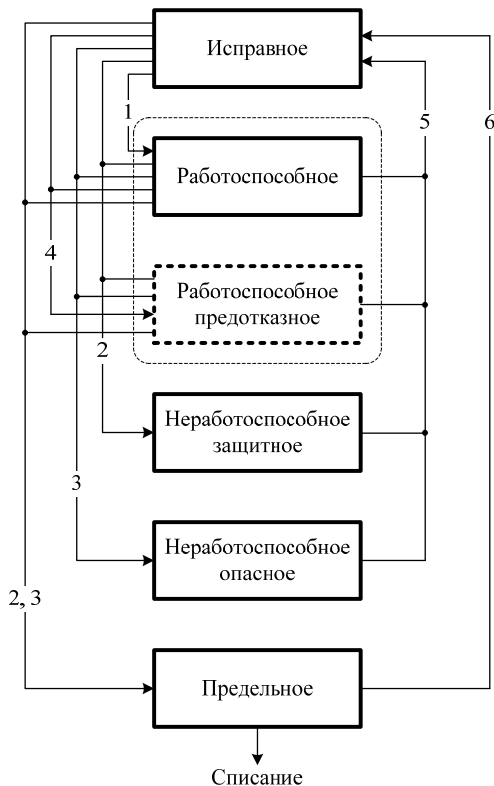 Исправное
1
5
6
Работоспособное
4
Работоспособное
предотказное
2
Неработоспособное
защитное
3
Неработоспособное
опасное
2, 3
Предельное
Списание